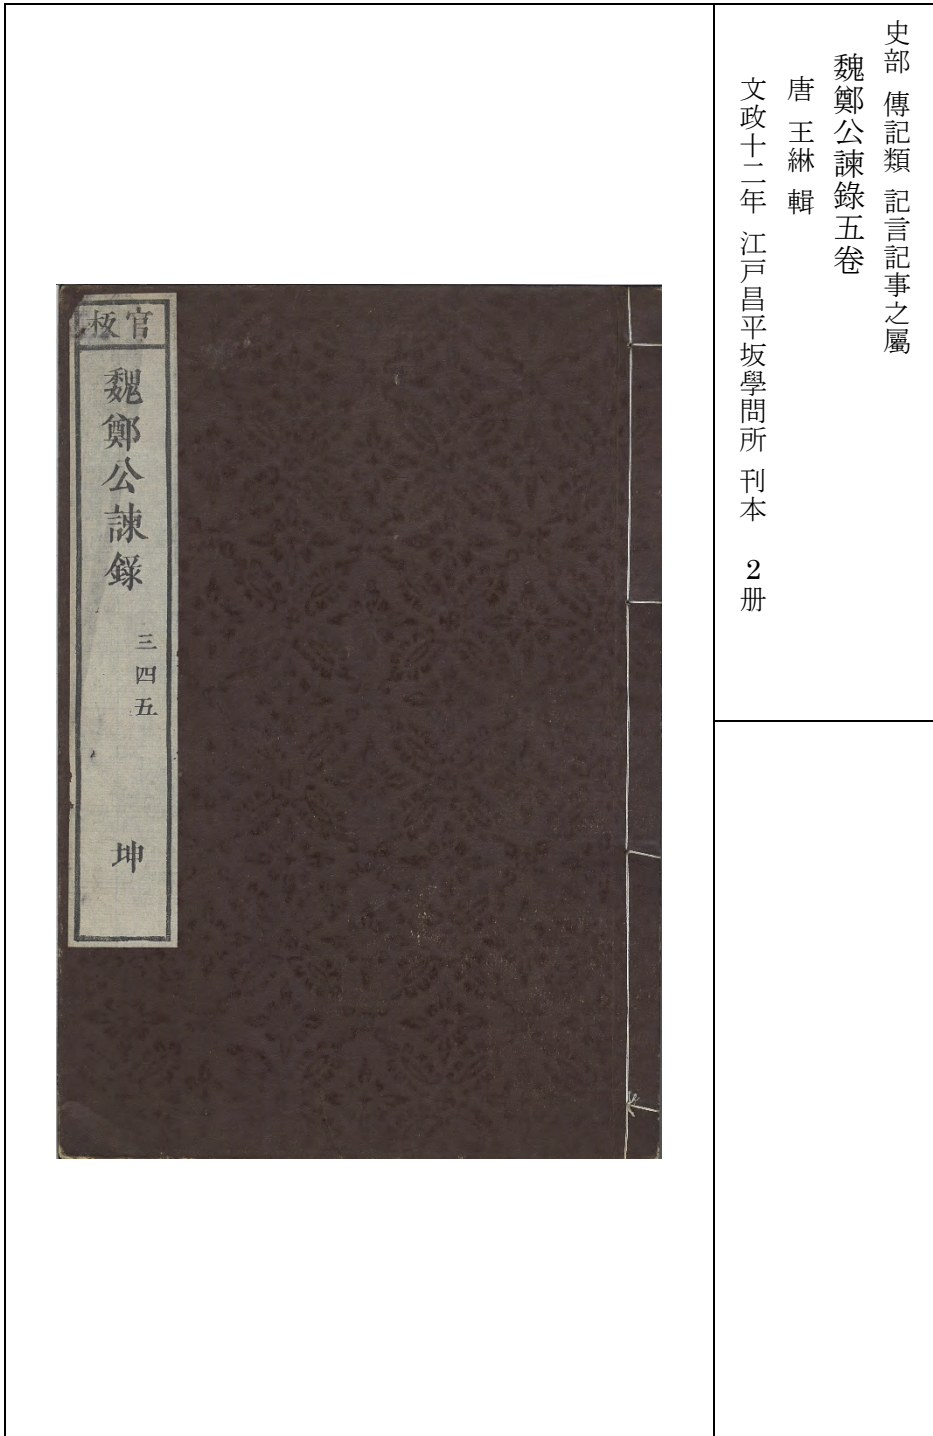 史部 傳記類 記言記事之屬
魏鄭公諫錄五卷
唐 王綝 輯
文政十二年 江戸昌平坂學問所 刊本 2册
官板
魏鄭公諫錄
三四五
坤